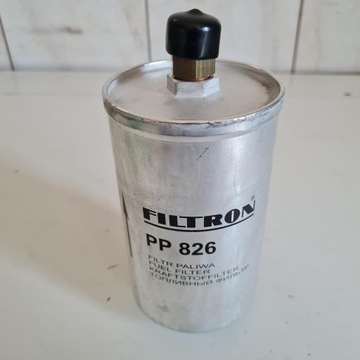 FILTRON®
PP 826
FILTR PALIWA
FUEL FILTER
KRAFTSTOFFILTER
ТОПЛИВНЫЙ ФИЛЬТР